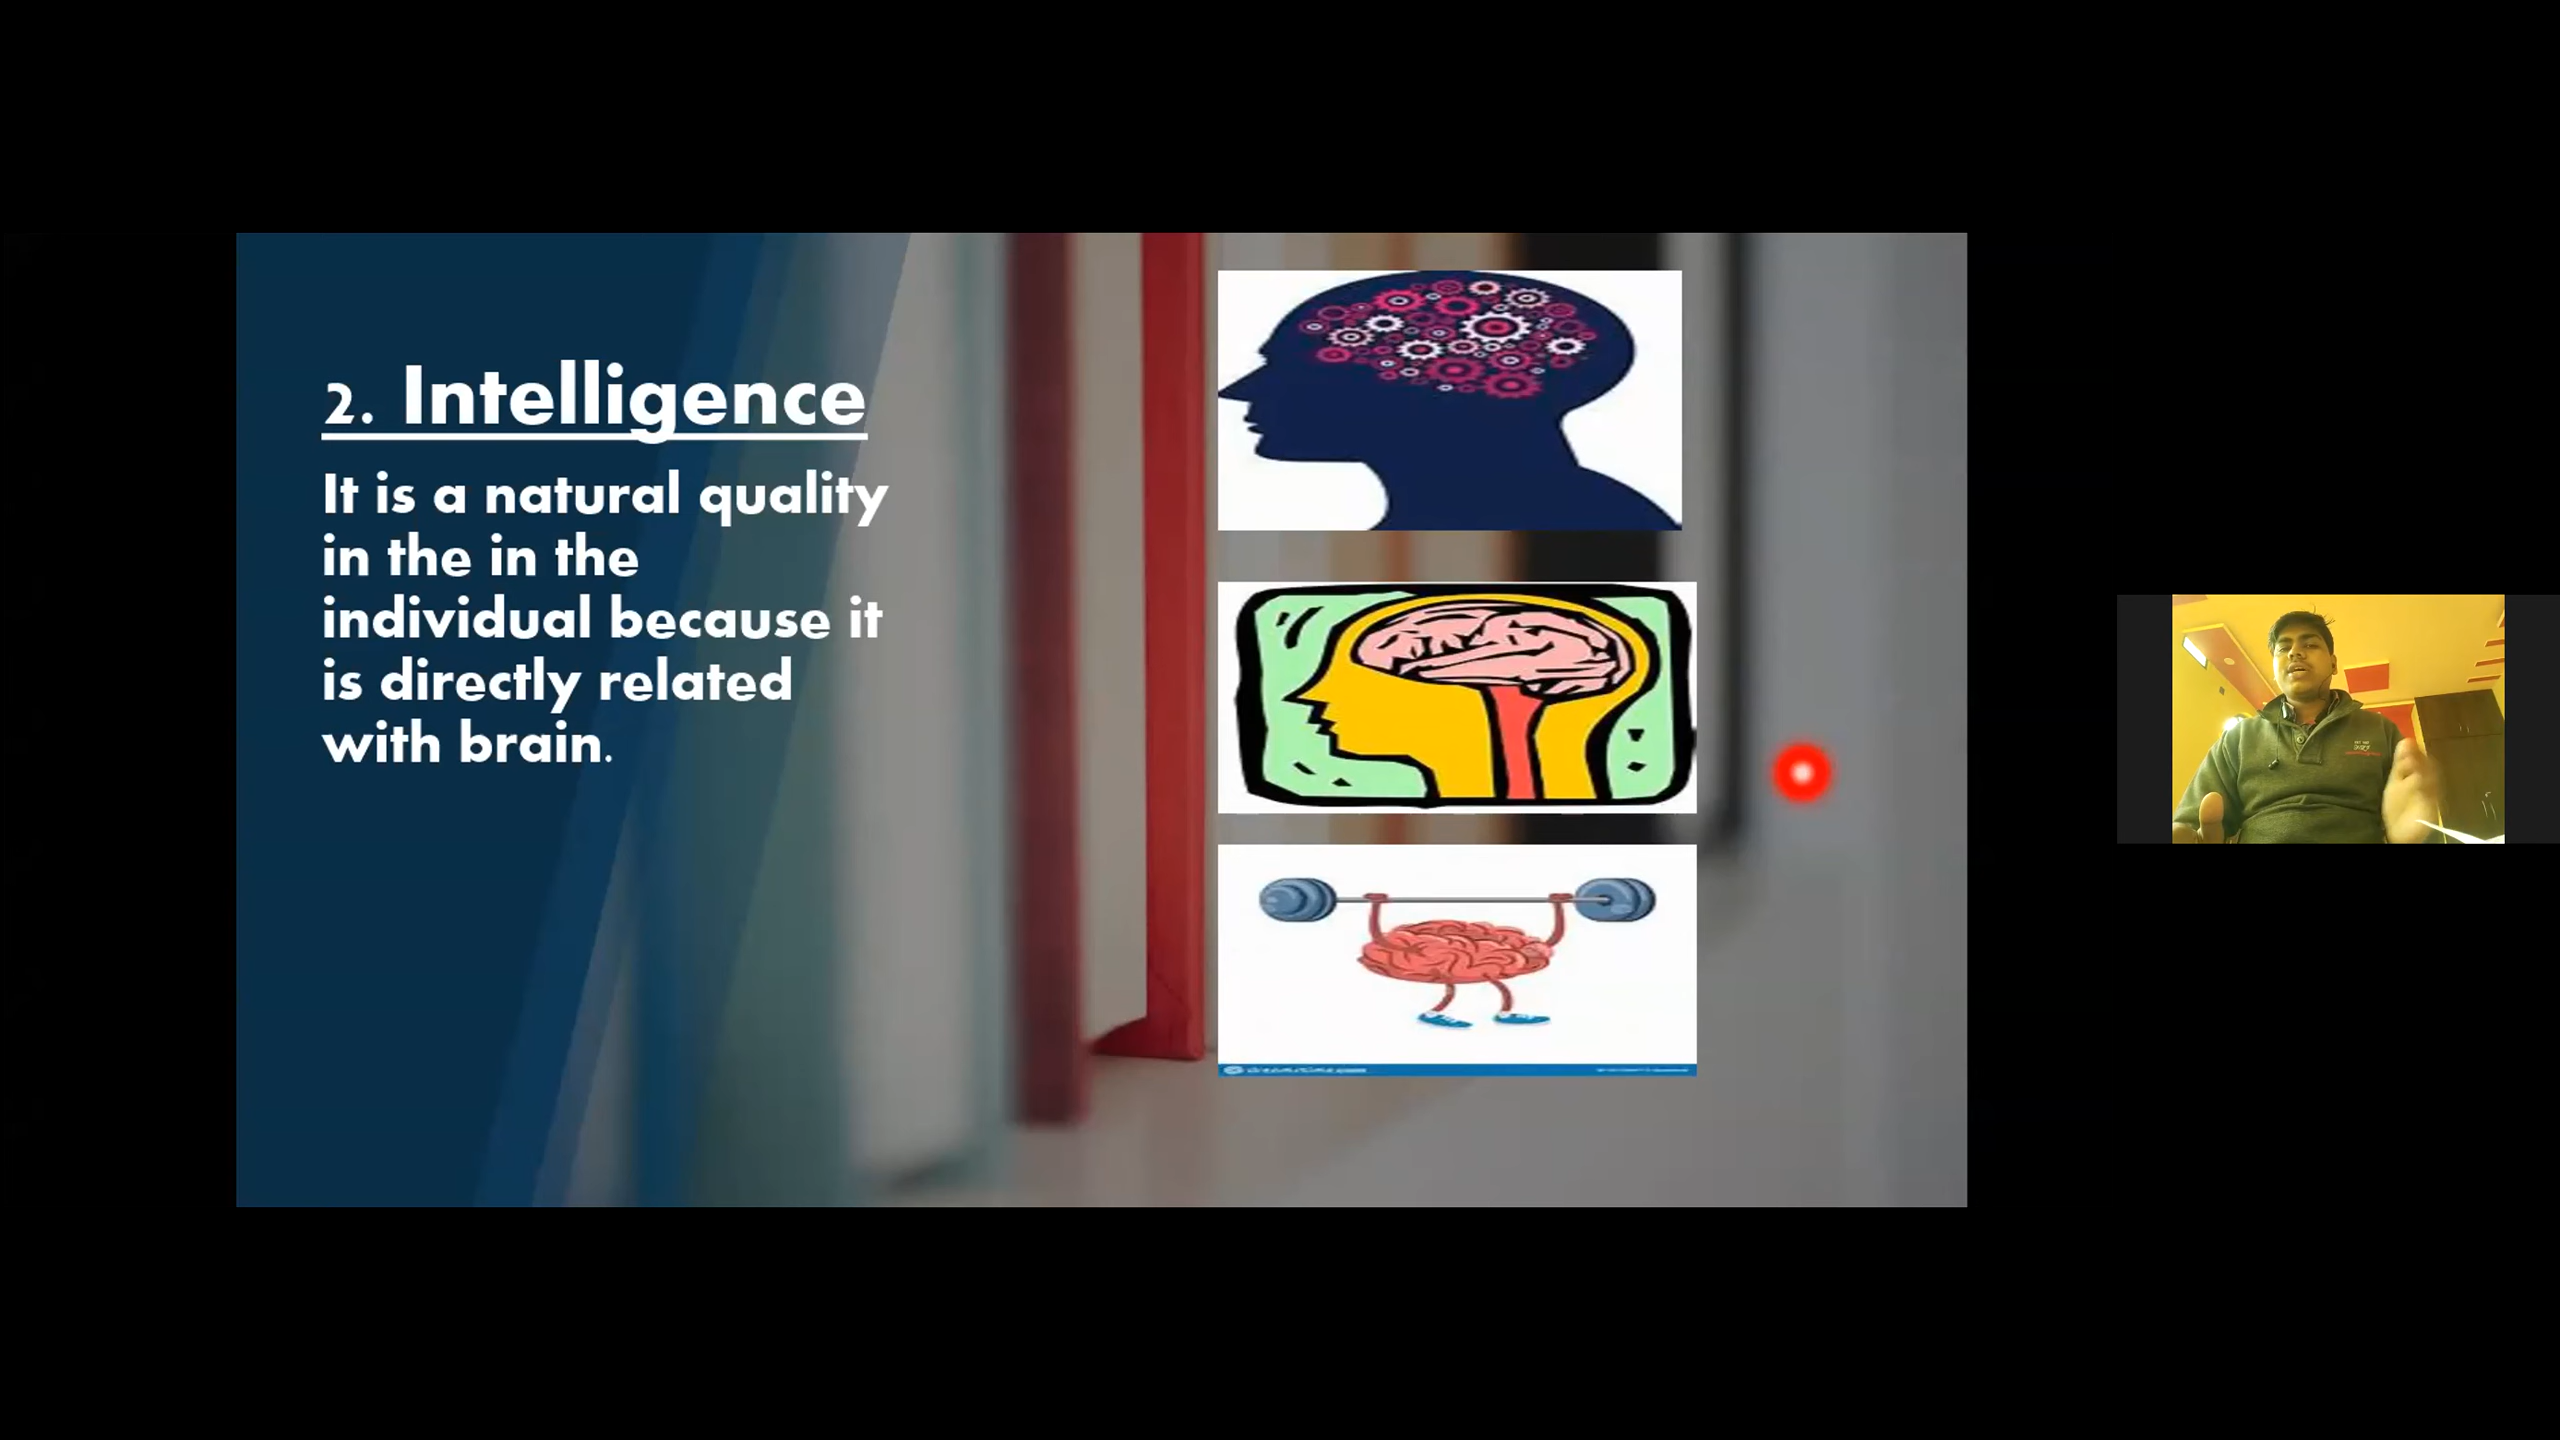 2. Intelligence
It is a natural quality
in the in the
individual because it
is directly related
with brain.